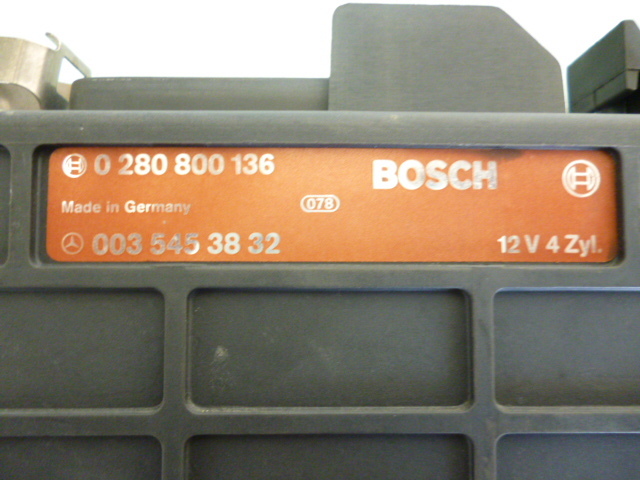 0 280 800 136 BOSCH
Made in Germany 078
003 545 38 32 12 V 4 Zyl.